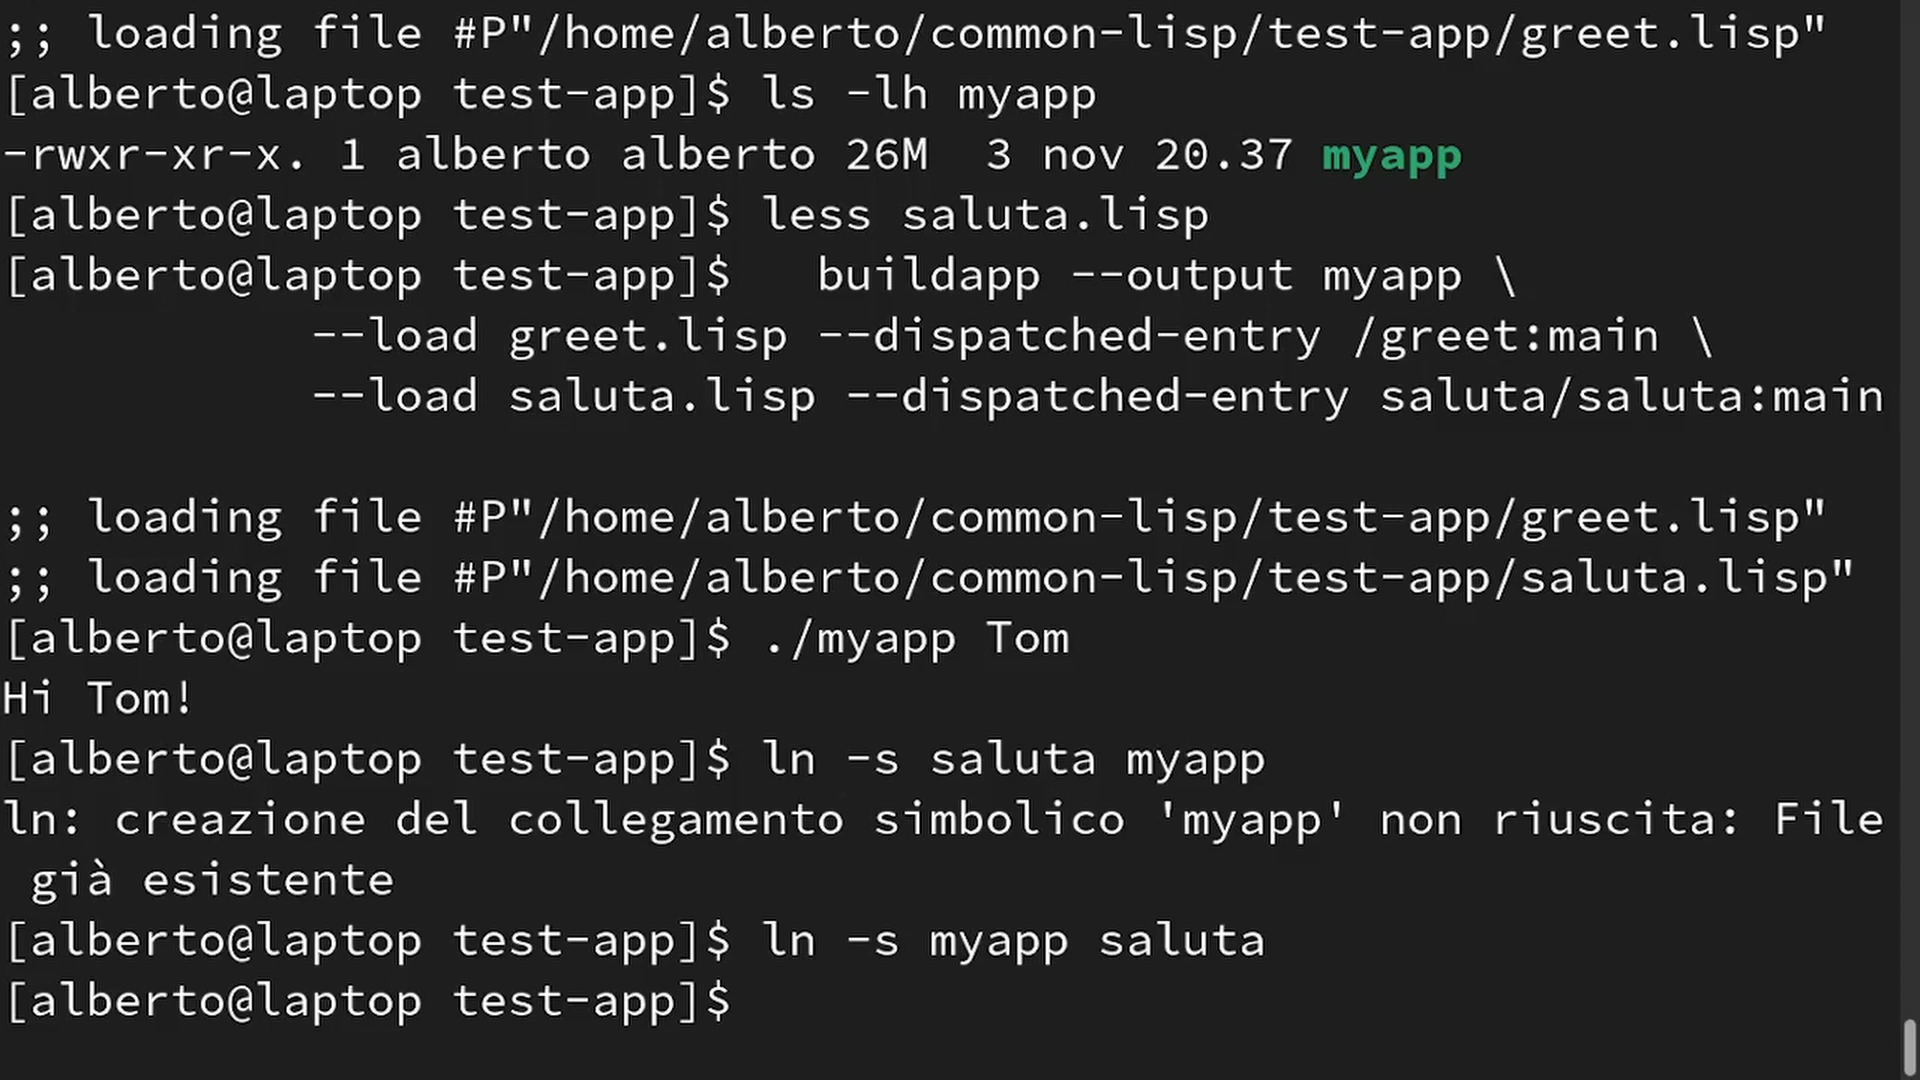 ;; loading file #P"/home/alberto/common-lisp/test-app/greet.lisp"
[alberto@laptop test-app]$ ls -lh myapp
-rwxr-xr-x. 1 alberto alberto 26M  3 nov 20.37 myapp
[alberto@laptop test-app]$ less saluta.lisp
[alberto@laptop test-app]$   buildapp --output myapp \
           --load greet.lisp --dispatched-entry /greet:main \
           --load saluta.lisp --dispatched-entry saluta/saluta:main
;; loading file #P"/home/alberto/common-lisp/test-app/greet.lisp"
;; loading file #P"/home/alberto/common-lisp/test-app/saluta.lisp"
[alberto@laptop test-app]$ ./myapp Tom
Hi Tom!
[alberto@laptop test-app]$ ln -s saluta myapp
ln: creazione del collegamento simbolico 'myapp' non riuscita: File
 già esistente
[alberto@laptop test-app]$ ln -s myapp saluta
[alberto@laptop test-app]$